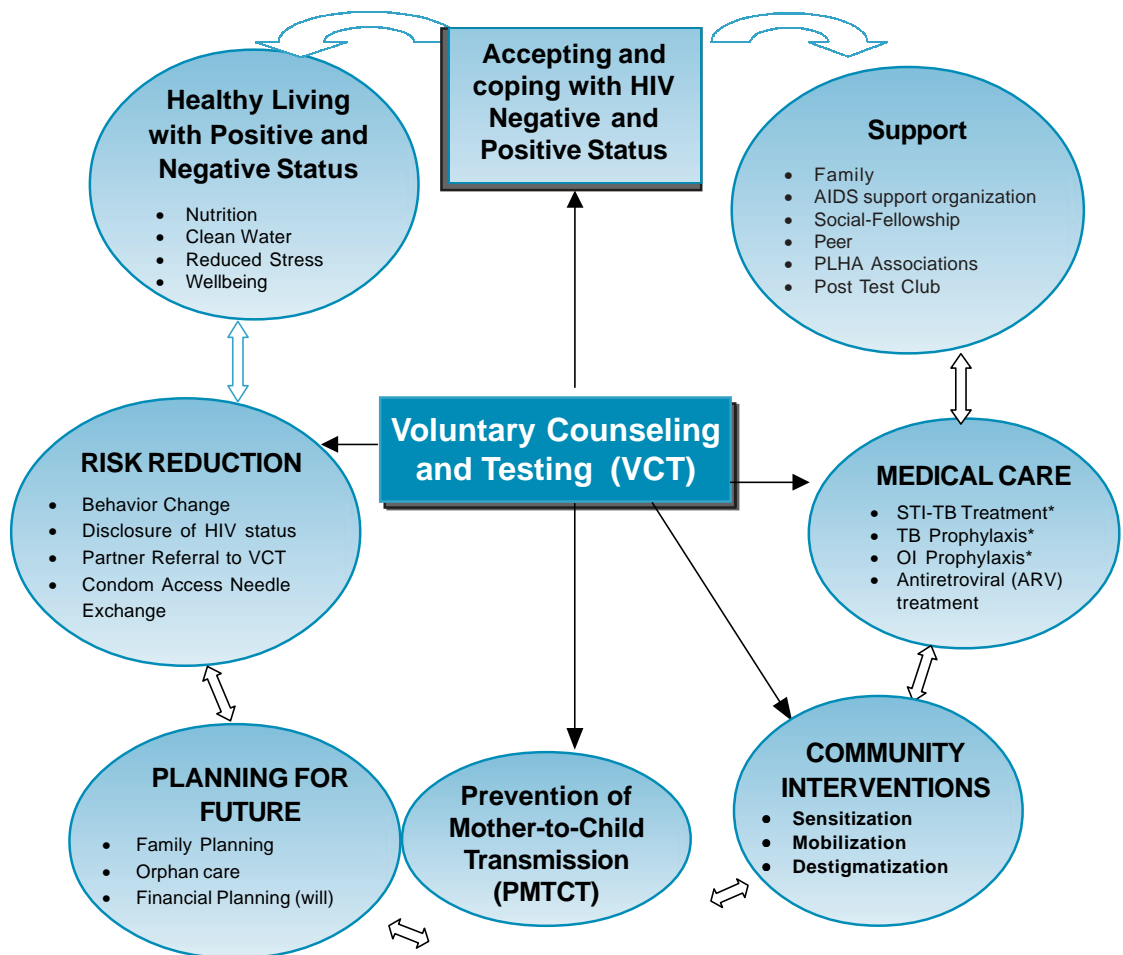 Accepting and
coping with HIV
Negative and
Positive Status
Healthy Living
with Positive and
Negative Status
• Nutrition
• Clean Water
• Reduced Stress
• Wellbeing
Support
• Family
• AIDS support organization
• Social-Fellowship
• Peer
• PLHA Associations
• Post Test Club
Voluntary Counseling
and Testing (VCT)
RISK REDUCTION
• Behavior Change
• Disclosure of HIV status
• Partner Referral to VCT
• Condom Access Needle
Exchange
MEDICAL CARE
• STI-TB Treatment*
• TB Prophylaxis*
• OI Prophylaxis*
• Antiretroviral (ARV)
treatment
PLANNING FOR
FUTURE
• Family Planning
• Orphan care
• Financial Planning (will)
Prevention of
Mother-to-Child
Transmission
(PMTCT)
COMMUNITY
INTERVENTIONS
• Sensitization
• Mobilization
• Destigmatization